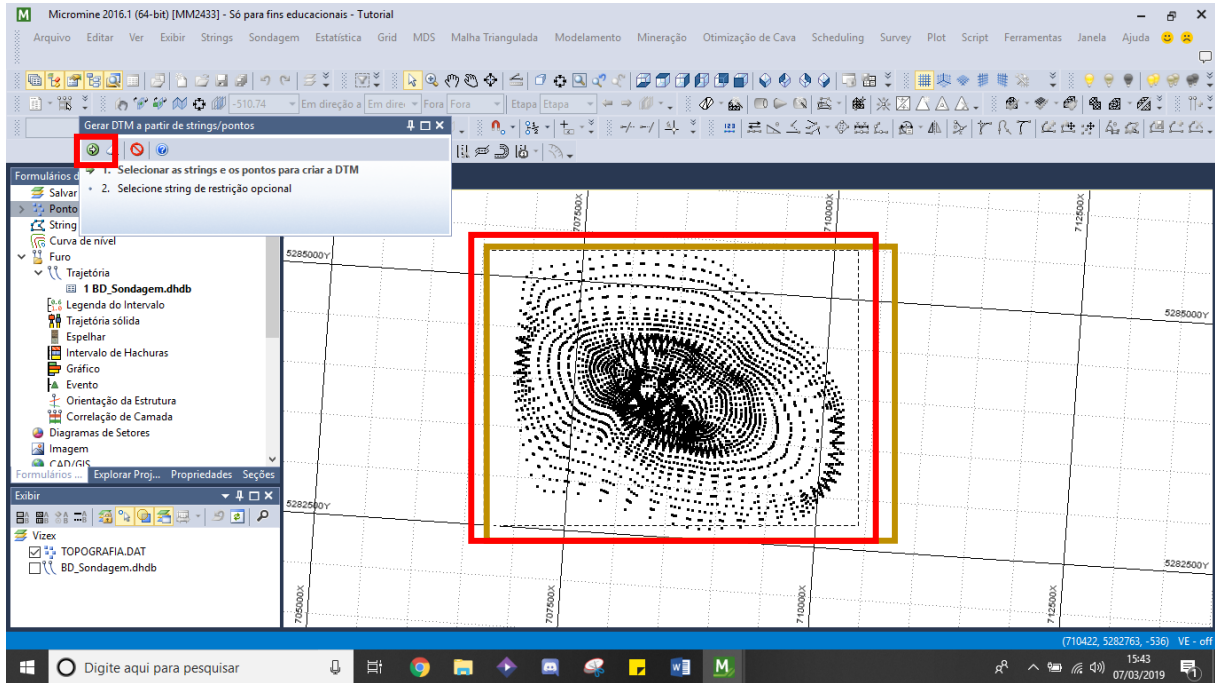 Micromine 2016.1 (64-bit) [MM2433] - Só para fins educacionais - Tutorial
Arquivo Editar Ver Exibir Strings Sondagem Estatística Grid MDS Malha Triangulada Modelamento Mineração Otimização de Cava Scheduling Survey Plot Script Ferramentas Janela Ajuda
-510.74 Em direção a Em dire Fora Fora Etapa Etapa
Gerar DTM a partir de strings/pontos
1. Selecionar as strings e os pontos para criar a DTM
2. Selecione string de restrição opcional
Formulários d
Salvar
Ponto
String
Curva de nível
Furo
Trajetória
1 BD_Sondagem.dhdb
Legenda do Intervalo
Trajetória sólida
Espelhar
Intervalo de Hachuras
Gráfico
Evento
Orientação da Estrutura
Correlação de Camada
Diagramas de Setores
Imagem
CAD/GIS
Formulários ... Explorar Proj... Propriedades Seções
Exibir
Vizex
TOPOGRAFIA.DAT
BD_Sondagem.dhdb
707500X
710000X
712500X
5285000Y
5285000Y
5282500Y
5282500Y
705000X
707500X
710000X
712500X
(710422, 5282763, -536) VE - off
Digite aqui para pesquisar
15:43
07/03/2019